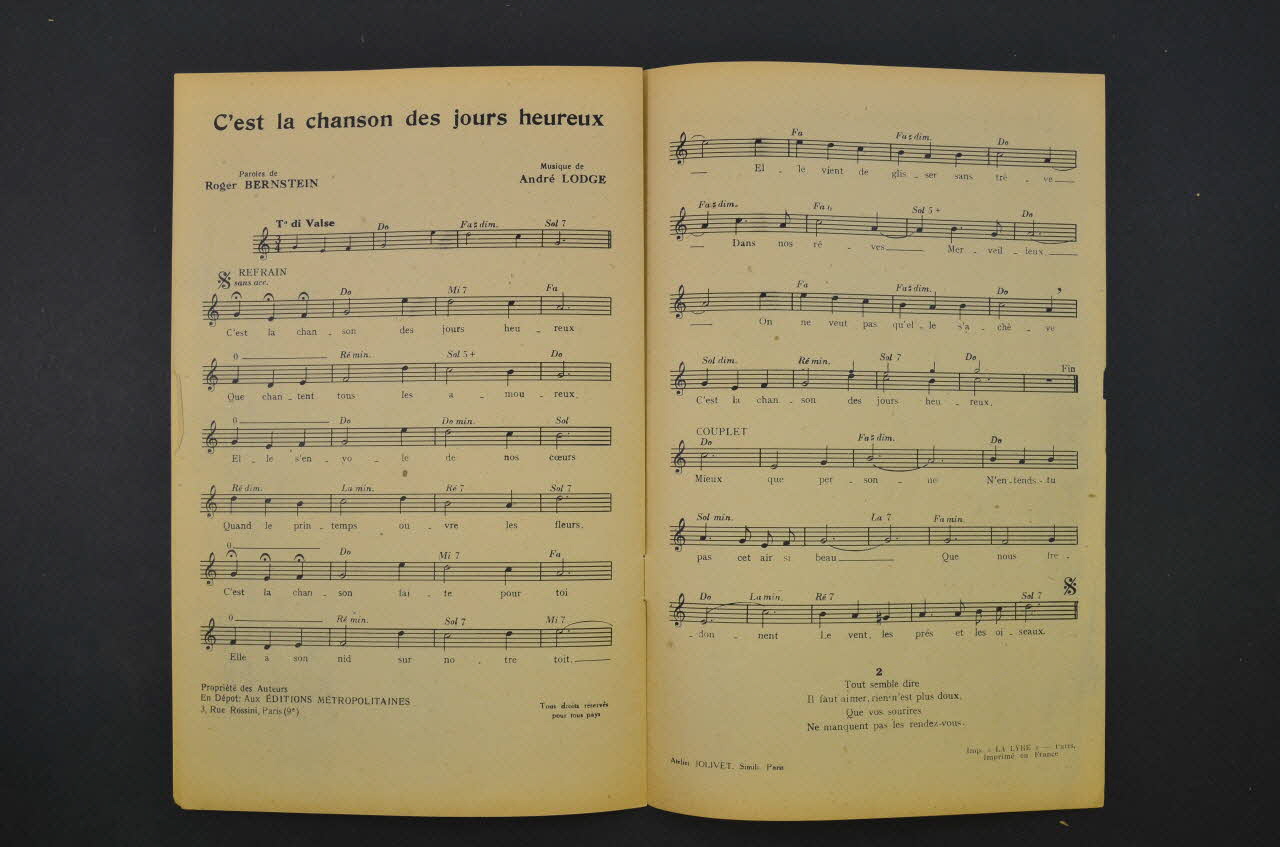 C'est la chanson des jours heureux
Paroles de
Roger BERNSTEIN
Musique de
André LODGE
Tº di Valse
Do Fa♯dim. Sol 7
REFRAIN
sans acc.
Do Mi 7 Fa
C'est la chan - son des jours heu - reux
0 Ré min. Sol 5+ Do
Que chan - tent tous les a - mou - reux,
0 Do Do min. Sol
El - le s'en - vo - le de nos cœurs
Ré dim. La min. Ré 7 Sol 7
Quand le prin - temps ou - vre les fleurs.
0 Do Mi 7 Fa
C'est la chan - son fai - te pour toi
0 Ré min. Sol 7 Mi 7
Elle a son nid sur no - tre toit.
Propriété des Auteurs
En Dépot: Aux ÉDITIONS MÉTROPOLITAINES
3, Rue Rossini, Paris (9ᵉ)
Tous droits réservés
pour tous pays
Fa Fa♯dim. Do
El - le vient de glis - ser sans trê - ve
Fa♯dim. Fa 6 Sol 5+ Do
Dans nos rê - ves Mer - veil - leux
Fa Fa♯dim. Do
On ne veut pas qu'el - le s'a - chè - ve
Sol dim. Ré min. Sol 7 Do Fin
C'est la chan - son des jours heu - reux.
COUPLET
Do Fa♯dim. Do
Mieux que per - son - ne N'en - tends - tu
Sol min. La 7 Fa min.
pas cet air si beau Que nous fre -
Do La min. Ré 7 Sol 7
- don - nent Le vent, les prés et les oi - seaux.
2
Tout semble dire
Il faut aimer, rien n'est plus doux,
Que vos sourires
Ne manquent pas les rendez-vous.
Imp. « LA LYRE » — Paris,
Imprimé en France
Atelier JOLIVET, Simili. Paris